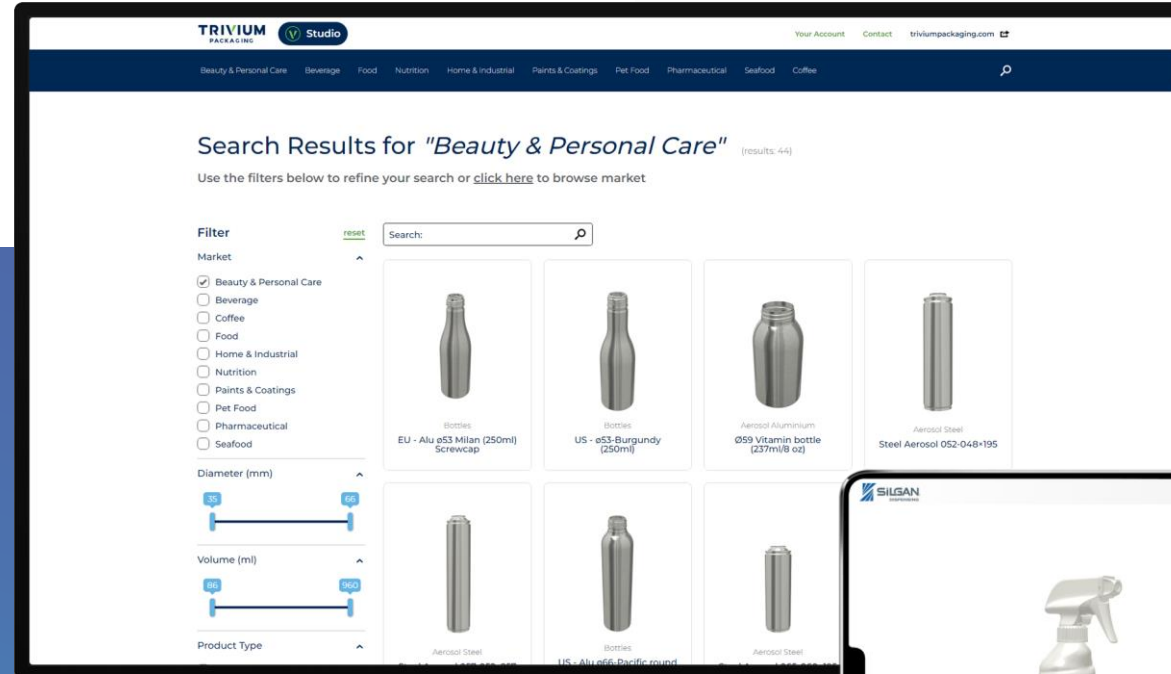 TRIVIUM
PACKAGING
V Studio
Your Account Contact triviumpackaging.com
Beauty & Personal Care Beverage Food Nutrition Home & Industrial Paints & Coatings Pet Food Pharmaceutical Seafood Coffee
Search Results for "Beauty & Personal Care" (results: 44)
Use the filters below to refine your search or click here to browse market
Filter reset
Search:
Market
Beauty & Personal Care
Beverage
Coffee
Food
Home & Industrial
Nutrition
Paints & Coatings
Pet Food
Pharmaceutical
Seafood
Diameter (mm)
35 66
Volume (ml)
86 960
Product Type
Bottles
EU - Alu ø53 Milan (250ml)
Screwcap
Bottles
US - ø53-Burgundy
(250ml)
Aerosol Aluminium
Ø59 Vitamin bottle
(237ml/8 oz)
Aerosol Steel
Steel Aerosol 052-048×195
Aerosol Steel
Bottles
US - Alu ø66-Pacific round
Aerosol Steel
SILGAN
DISPENSING